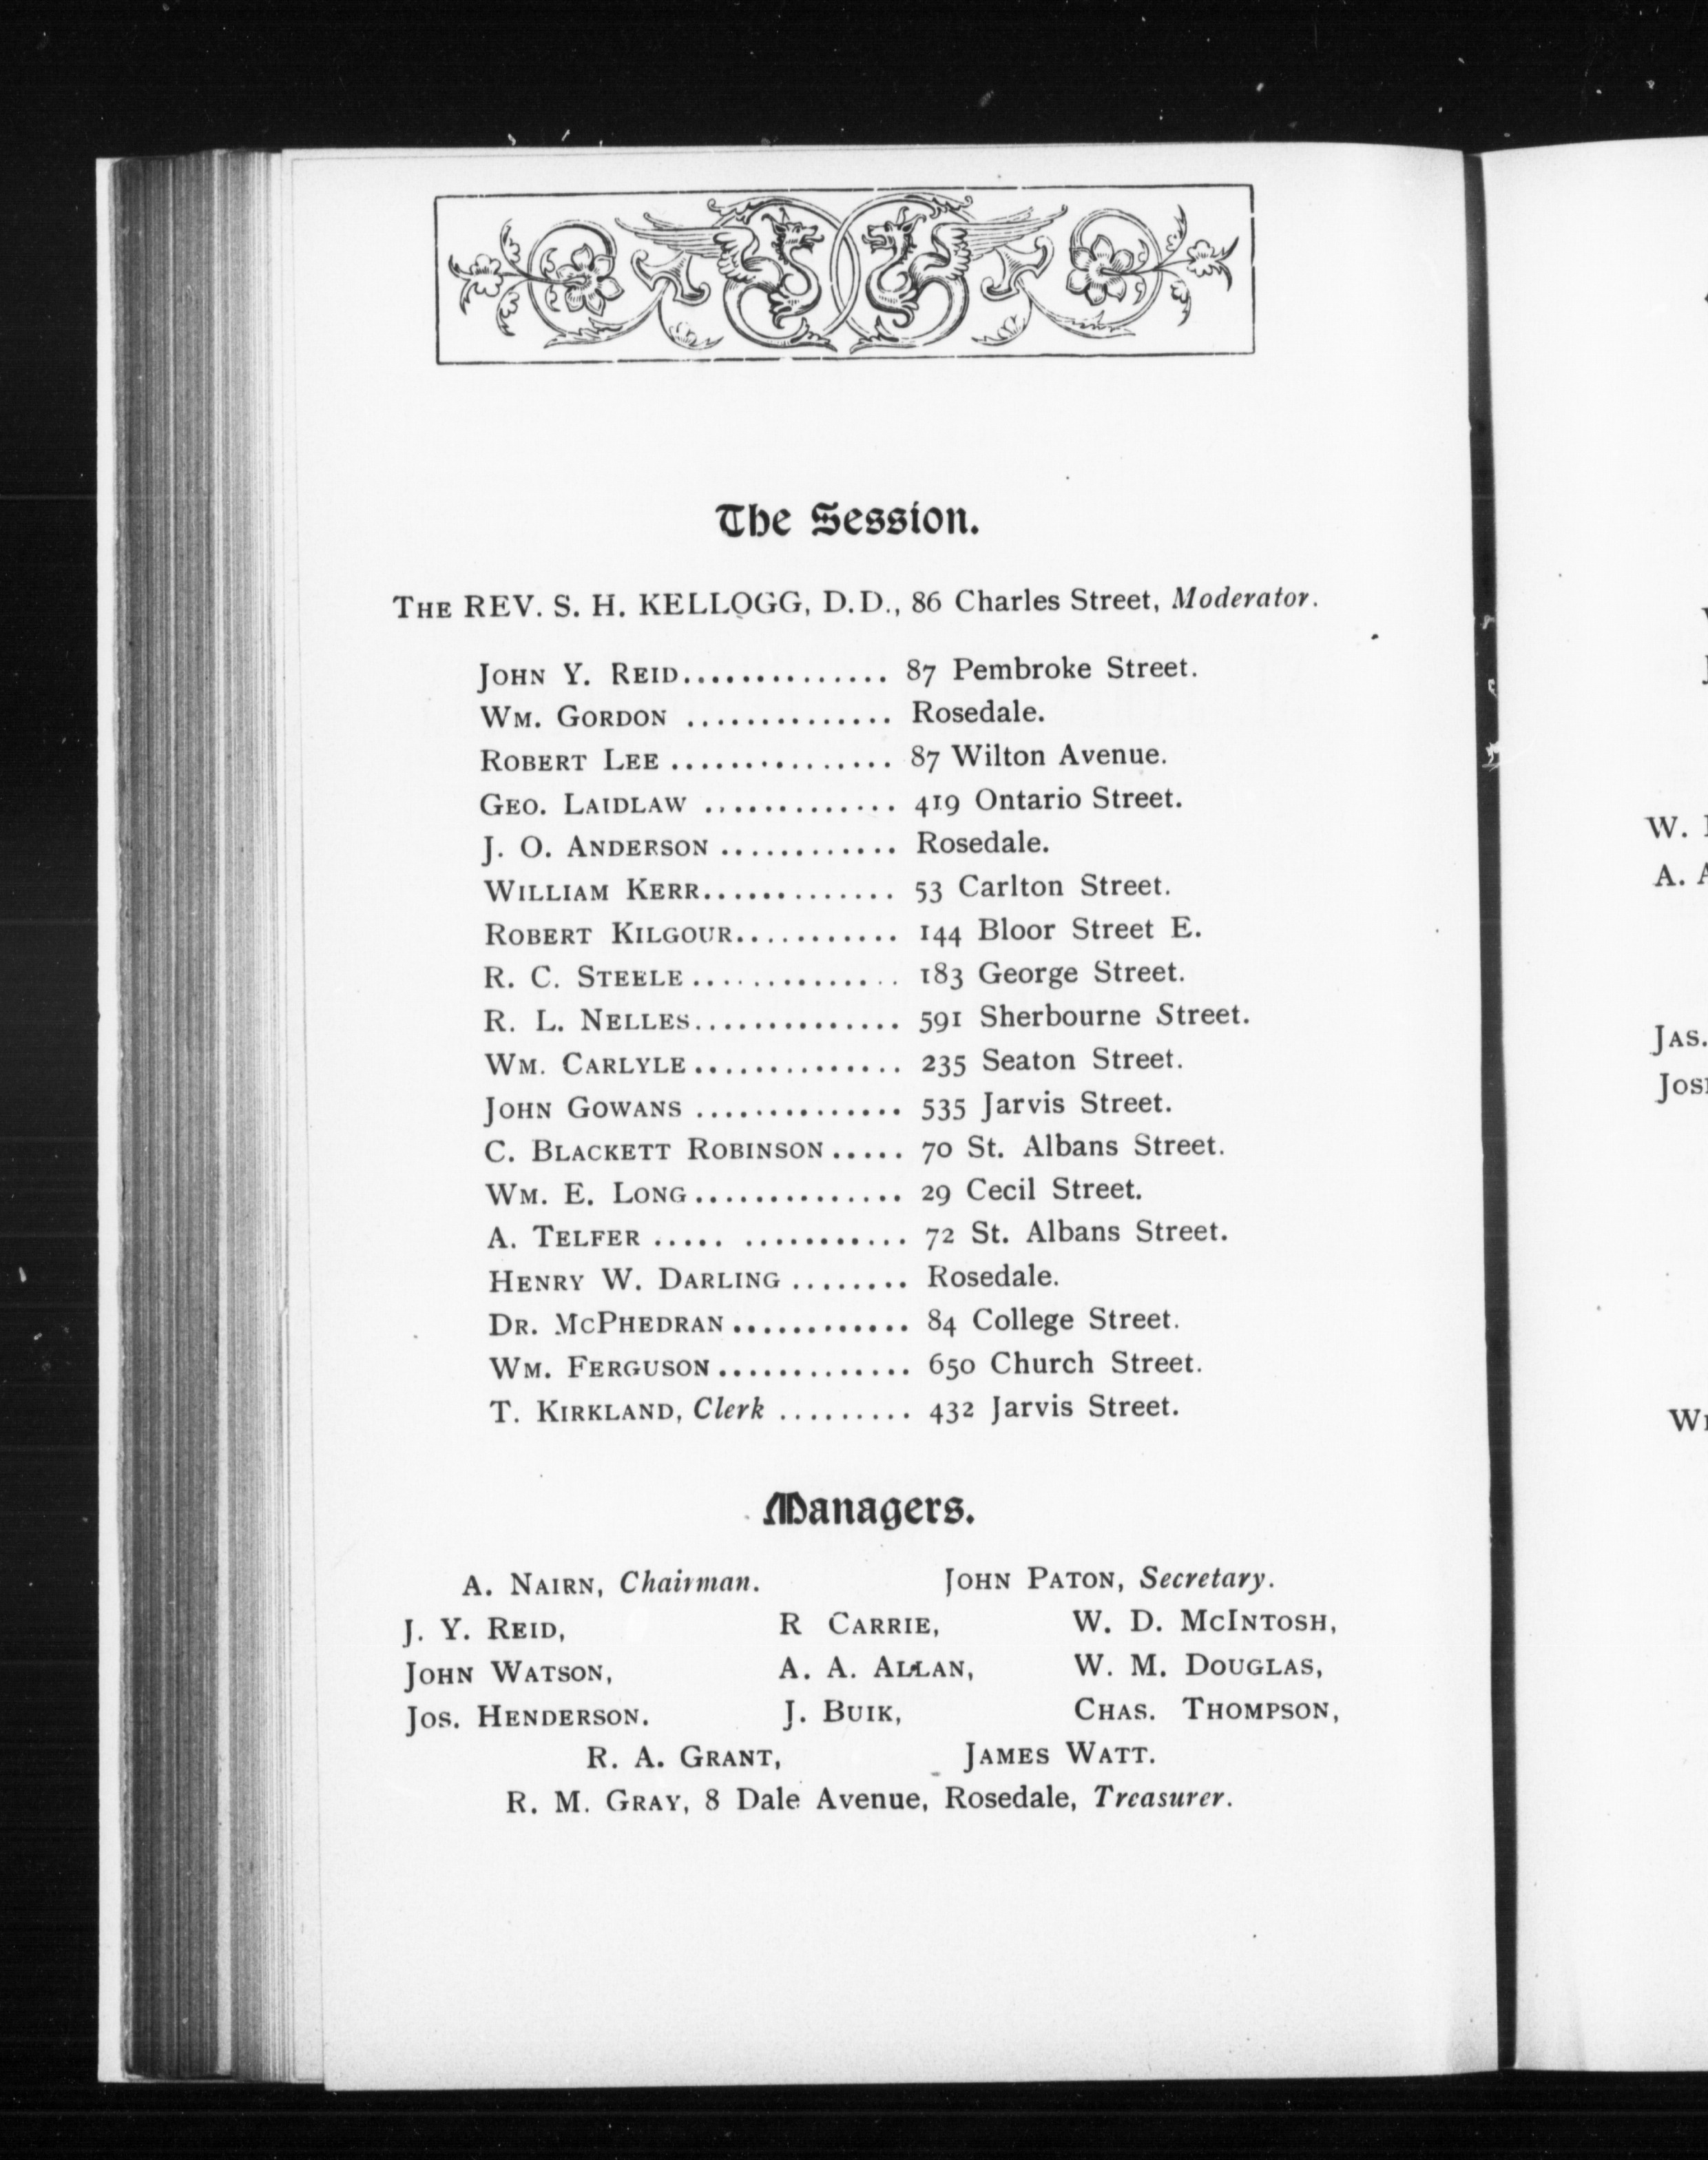 The Session.
THE REV. S. H. KELLOGG, D.D., 86 Charles Street, Moderator.
JOHN Y. REID.............. 87 Pembroke Street.
WM. GORDON .............. Rosedale.
ROBERT LEE ............... 87 Wilton Avenue.
GEO. LAIDLAW ............. 419 Ontario Street.
J. O. ANDERSON ............ Rosedale.
WILLIAM KERR............. 53 Carlton Street.
ROBERT KILGOUR........... 144 Bloor Street E.
R. C. STEELE .............. 183 George Street.
R. L. NELLES.............. 591 Sherbourne Street.
WM. CARLYLE .............. 235 Seaton Street.
JOHN GOWANS .............. 535 Jarvis Street.
C. BLACKETT ROBINSON ..... 70 St. Albans Street.
WM. E. LONG .............. 29 Cecil Street.
A. TELFER ..... ........... 72 St. Albans Street.
HENRY W. DARLING ........ Rosedale.
DR. MCPHEDRAN ............ 84 College Street.
WM. FERGUSON ............. 650 Church Street.
T. KIRKLAND, Clerk ......... 432 Jarvis Street.
Managers.
A. NAIRN, Chairman. JOHN PATON, Secretary.
J. Y. REID, R CARRIE, W. D. MCINTOSH,
JOHN WATSON, A. A. ALLAN, W. M. DOUGLAS,
JOS. HENDERSON. J. BUIK, CHAS. THOMPSON,
R. A. GRANT, JAMES WATT.
R. M. GRAY, 8 Dale Avenue, Rosedale, Treasurer.
W.
A.
JAS.